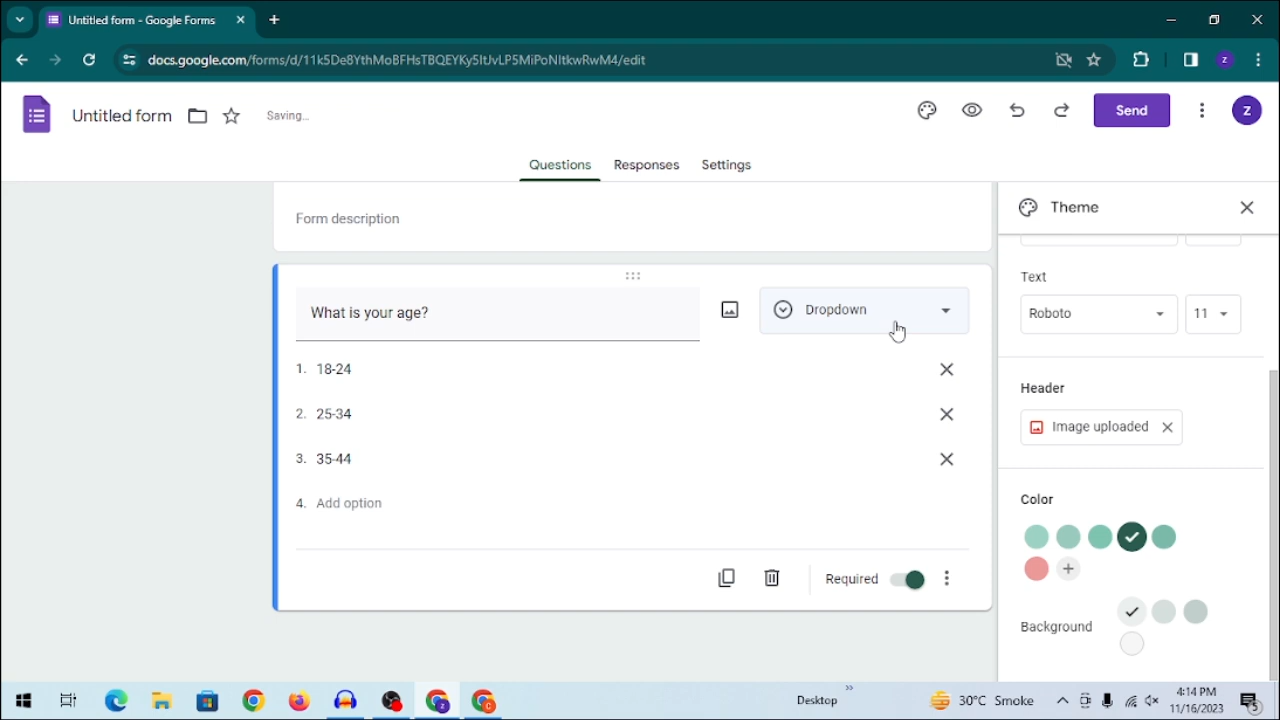 Untitled form - Google Forms
docs.google.com/forms/d/11k5De8YthMoBFHsTBQEYKy5ItJvLP5MiPoNItkwRwM4/edit
Z
Untitled form
Saving...
Send
Z
Questions
Responses
Settings
Form description
What is your age?
Dropdown
1. 18-24
2. 25-34
3. 35-44
4. Add option
Required
Theme
Text
Roboto
11
Header
Image uploaded
Color
Background
Desktop
30°C Smoke
4:14 PM
11/16/2023
5